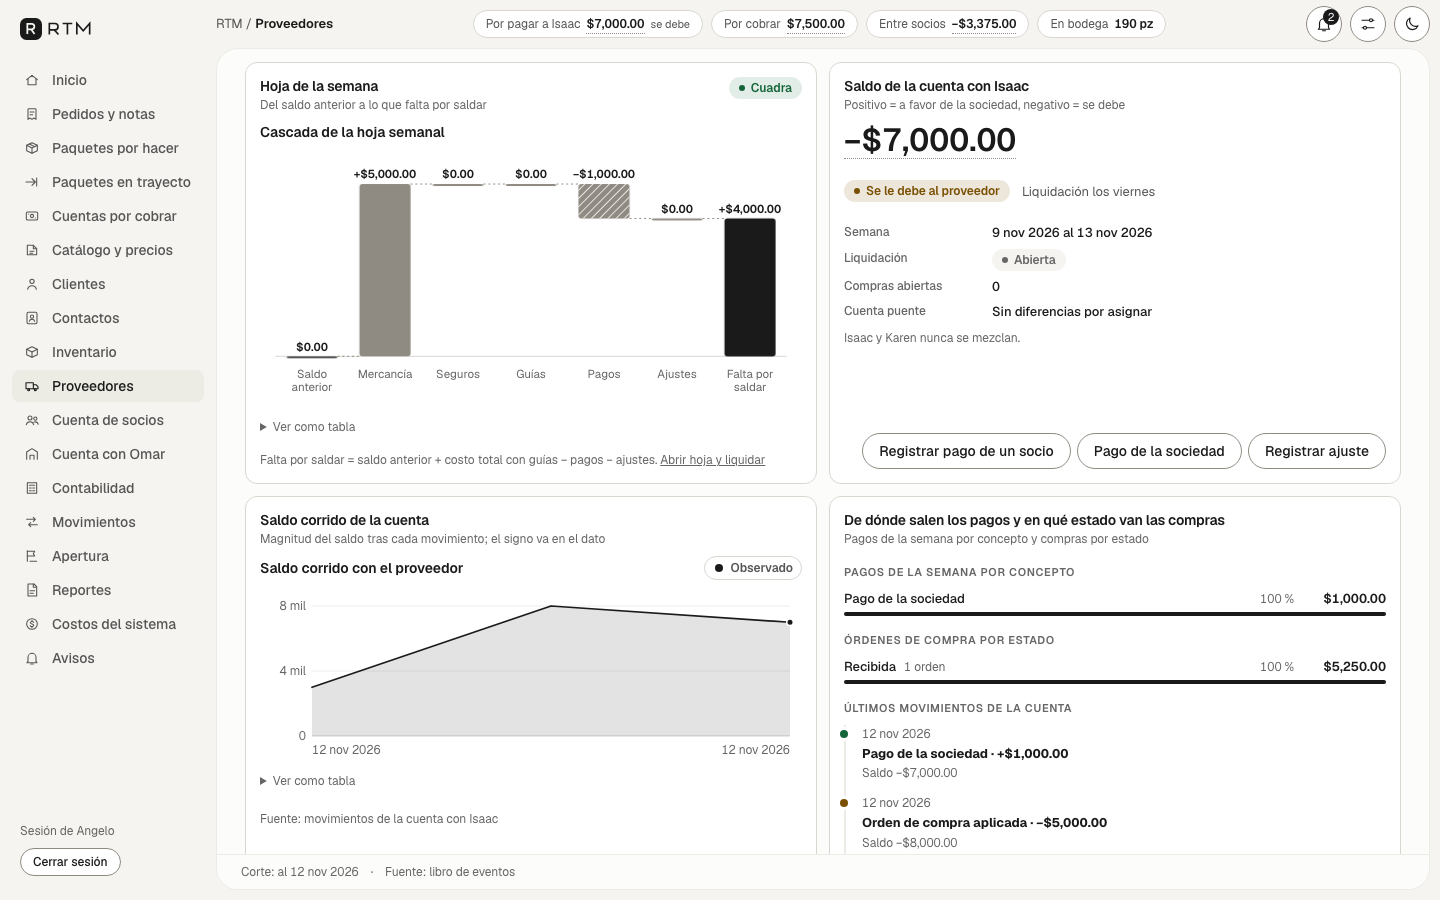 R RTM
RTM / Proveedores
Por pagar a Isaac $7,000.00 se debe
Por cobrar $7,500.00
Entre socios −$3,375.00
En bodega 190 pz
2
Inicio
Pedidos y notas
Paquetes por hacer
Paquetes en trayecto
Cuentas por cobrar
Catálogo y precios
Clientes
Contactos
Inventario
Proveedores
Cuenta de socios
Cuenta con Omar
Contabilidad
Movimientos
Apertura
Reportes
Costos del sistema
Avisos
Sesión de Angelo
Cerrar sesión
Hoja de la semana
Cuadra
Del saldo anterior a lo que falta por saldar
Cascada de la hoja semanal
+$5,000.00 $0.00 $0.00 −$1,000.00
$0.00 +$4,000.00
$0.00
Saldo anterior
Mercancía
Seguros
Guías
Pagos
Ajustes
Falta por saldar
Ver como tabla
Falta por saldar = saldo anterior + costo total con guías − pagos − ajustes. Abrir hoja y liquidar
Saldo de la cuenta con Isaac
Positivo = a favor de la sociedad, negativo = se debe
−$7,000.00
Se le debe al proveedor Liquidación los viernes
Semana 9 nov 2026 al 13 nov 2026
Liquidación Abierta
Compras abiertas 0
Cuenta puente Sin diferencias por asignar
Isaac y Karen nunca se mezclan.
Registrar pago de un socio
Pago de la sociedad
Registrar ajuste
Saldo corrido de la cuenta
Magnitud del saldo tras cada movimiento; el signo va en el dato
Saldo corrido con el proveedor
Observado
8 mil
4 mil
0
12 nov 2026 12 nov 2026
Ver como tabla
Fuente: movimientos de la cuenta con Isaac
De dónde salen los pagos y en qué estado van las compras
Pagos de la semana por concepto y compras por estado
PAGOS DE LA SEMANA POR CONCEPTO
Pago de la sociedad 100 % $1,000.00
ÓRDENES DE COMPRA POR ESTADO
Recibida 1 orden 100 % $5,250.00
ÚLTIMOS MOVIMIENTOS DE LA CUENTA
12 nov 2026
Pago de la sociedad · +$1,000.00
Saldo −$7,000.00
12 nov 2026
Orden de compra aplicada · −$5,000.00
Saldo −$8,000.00
Corte: al 12 nov 2026 · Fuente: libro de eventos